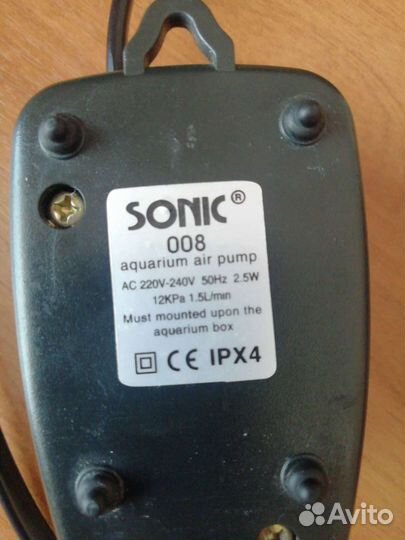 SONIC®
008
aquarium air pump
AC 220V-240V 50Hz 2.5W
12KPa 1.5L/min
Must mounted upon the
aquarium box
CE IPX4
Avito